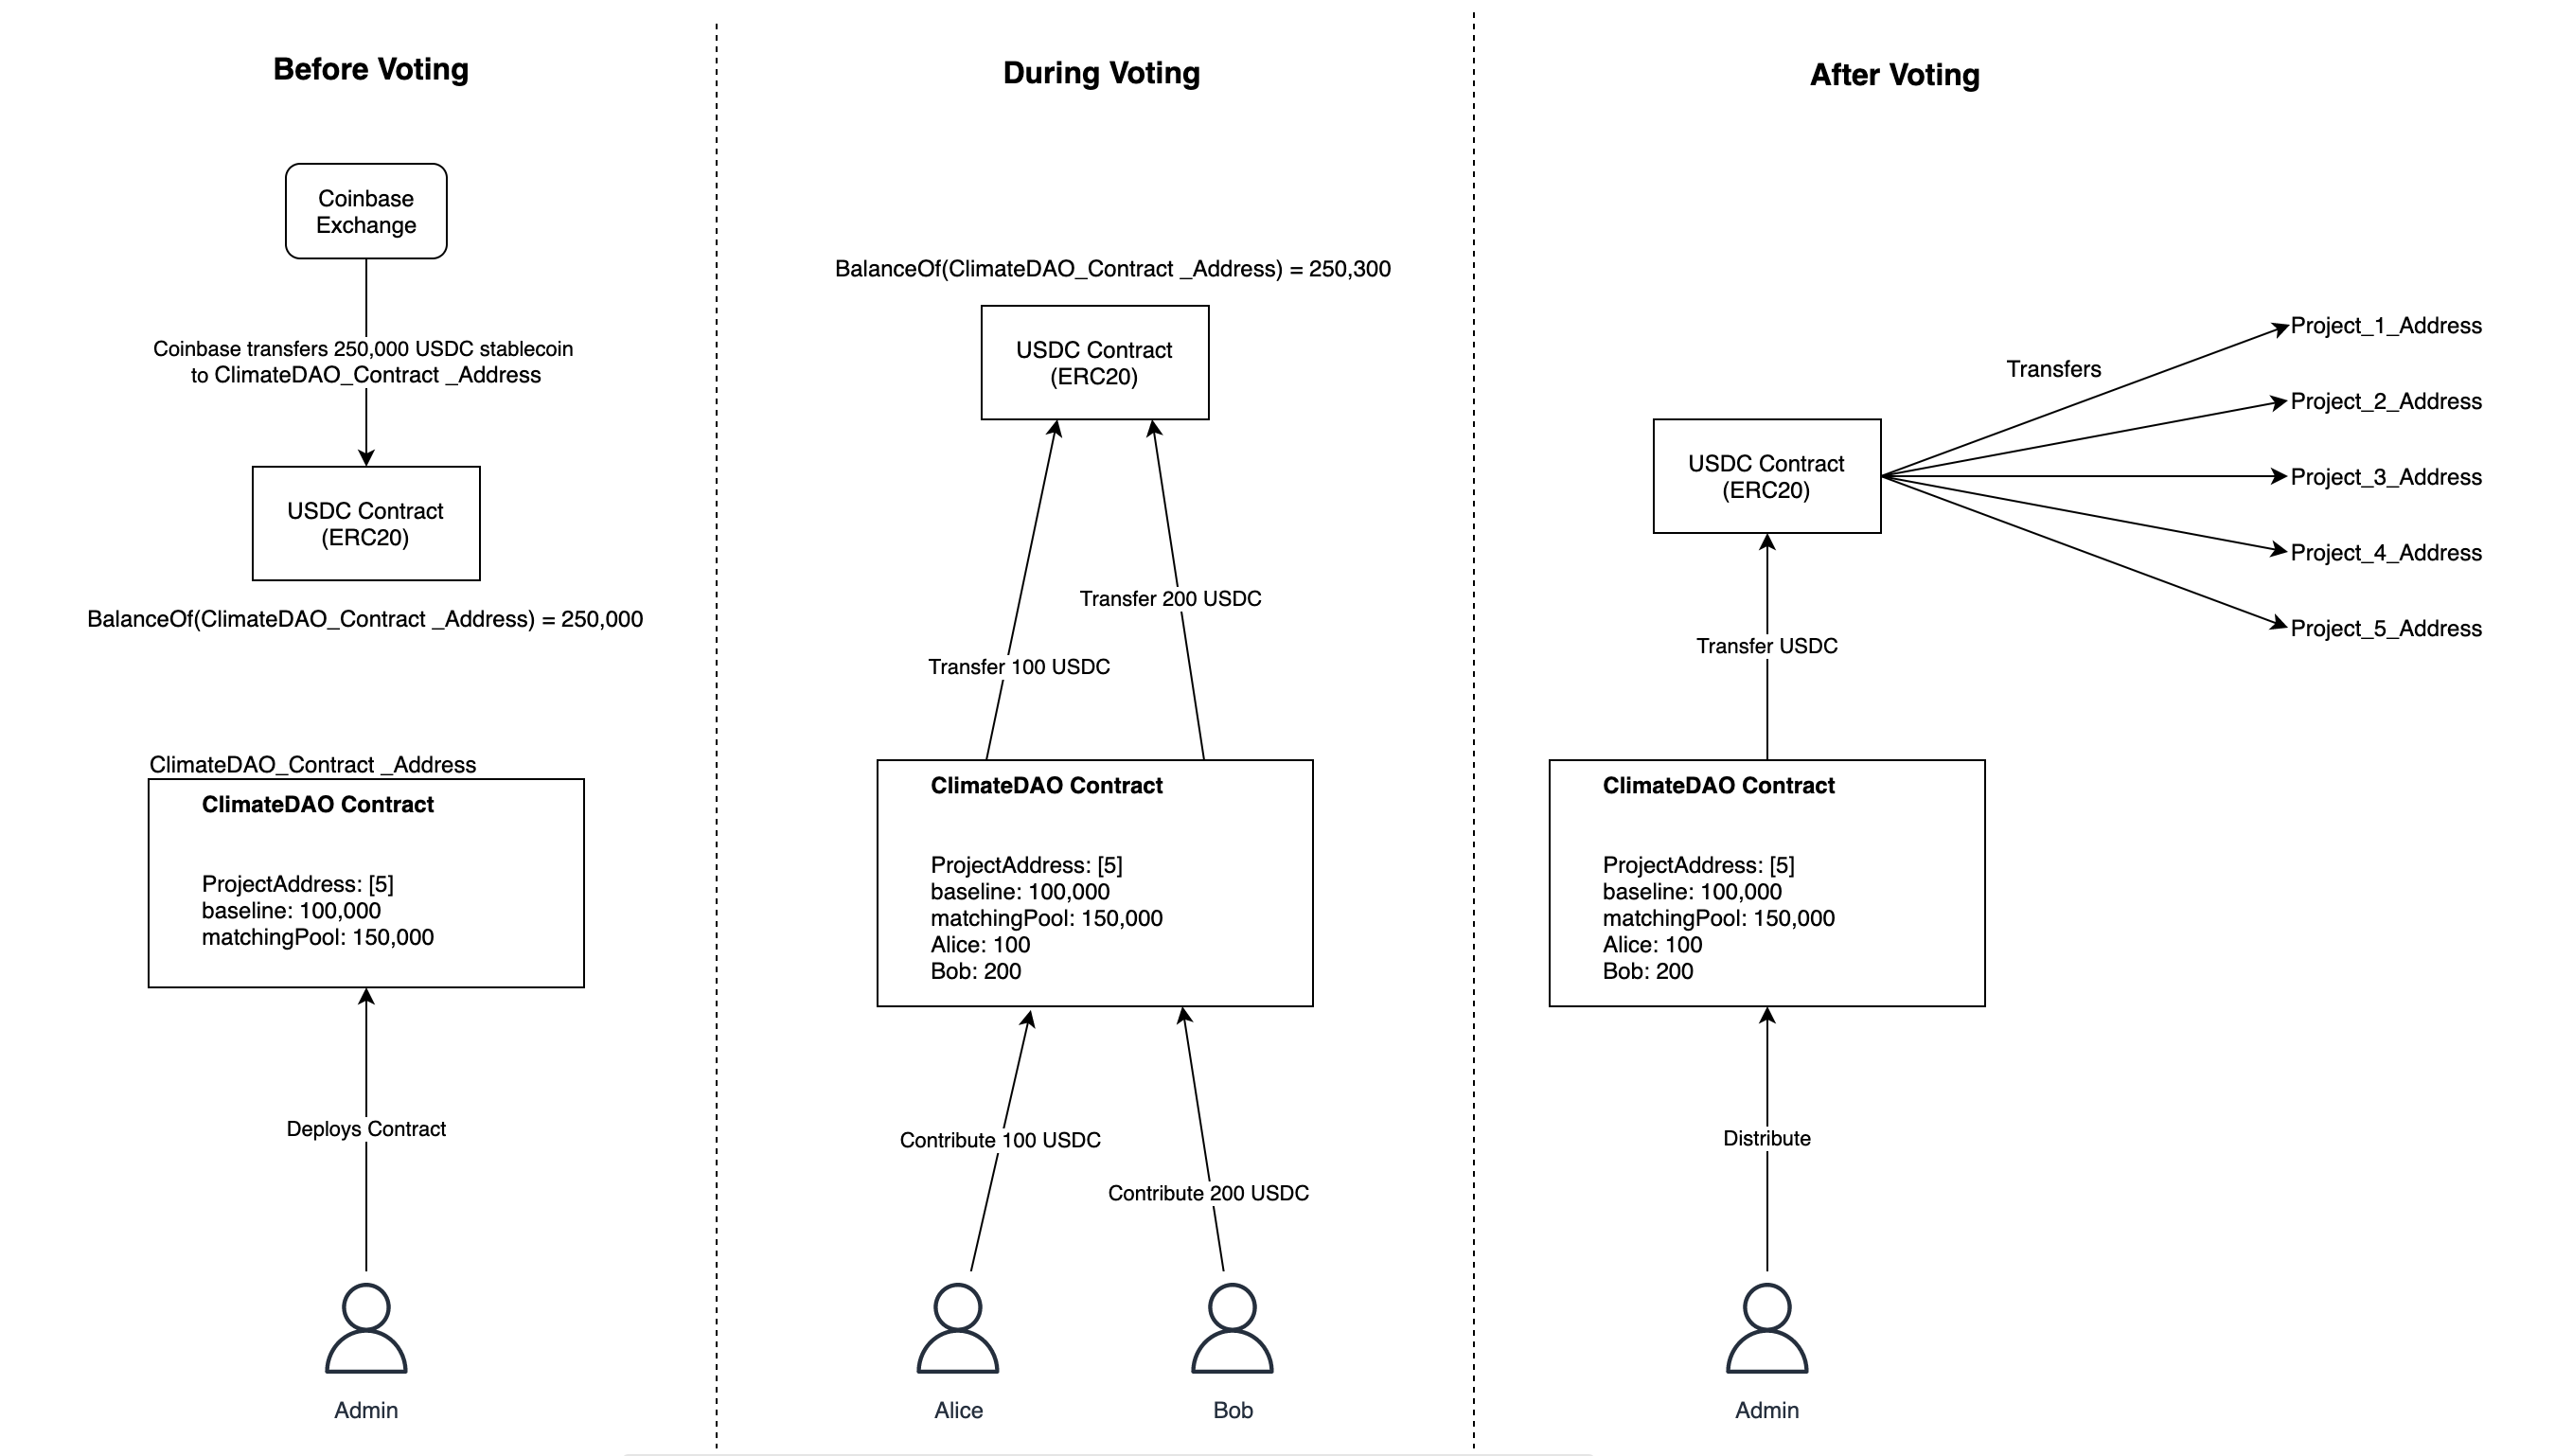 Before Voting
Coinbase
Exchange
Coinbase transfers 250,000 USDC stablecoin
to ClimateDAO_Contract _Address
USDC Contract
(ERC20)
BalanceOf(ClimateDAO_Contract _Address) = 250,000
ClimateDAO_Contract _Address
ClimateDAO Contract
ProjectAddress: [5]
baseline: 100,000
matchingPool: 150,000
Deploys Contract
Admin
During Voting
BalanceOf(ClimateDAO_Contract _Address) = 250,300
USDC Contract
(ERC20)
Transfer 200 USDC
Transfer 100 USDC
ClimateDAO Contract
ProjectAddress: [5]
baseline: 100,000
matchingPool: 150,000
Alice: 100
Bob: 200
Contribute 100 USDC
Contribute 200 USDC
Alice
Bob
After Voting
Project_1_Address
Transfers
Project_2_Address
USDC Contract
(ERC20)
Project_3_Address
Project_4_Address
Project_5_Address
Transfer USDC
ClimateDAO Contract
ProjectAddress: [5]
baseline: 100,000
matchingPool: 150,000
Alice: 100
Bob: 200
Distribute
Admin